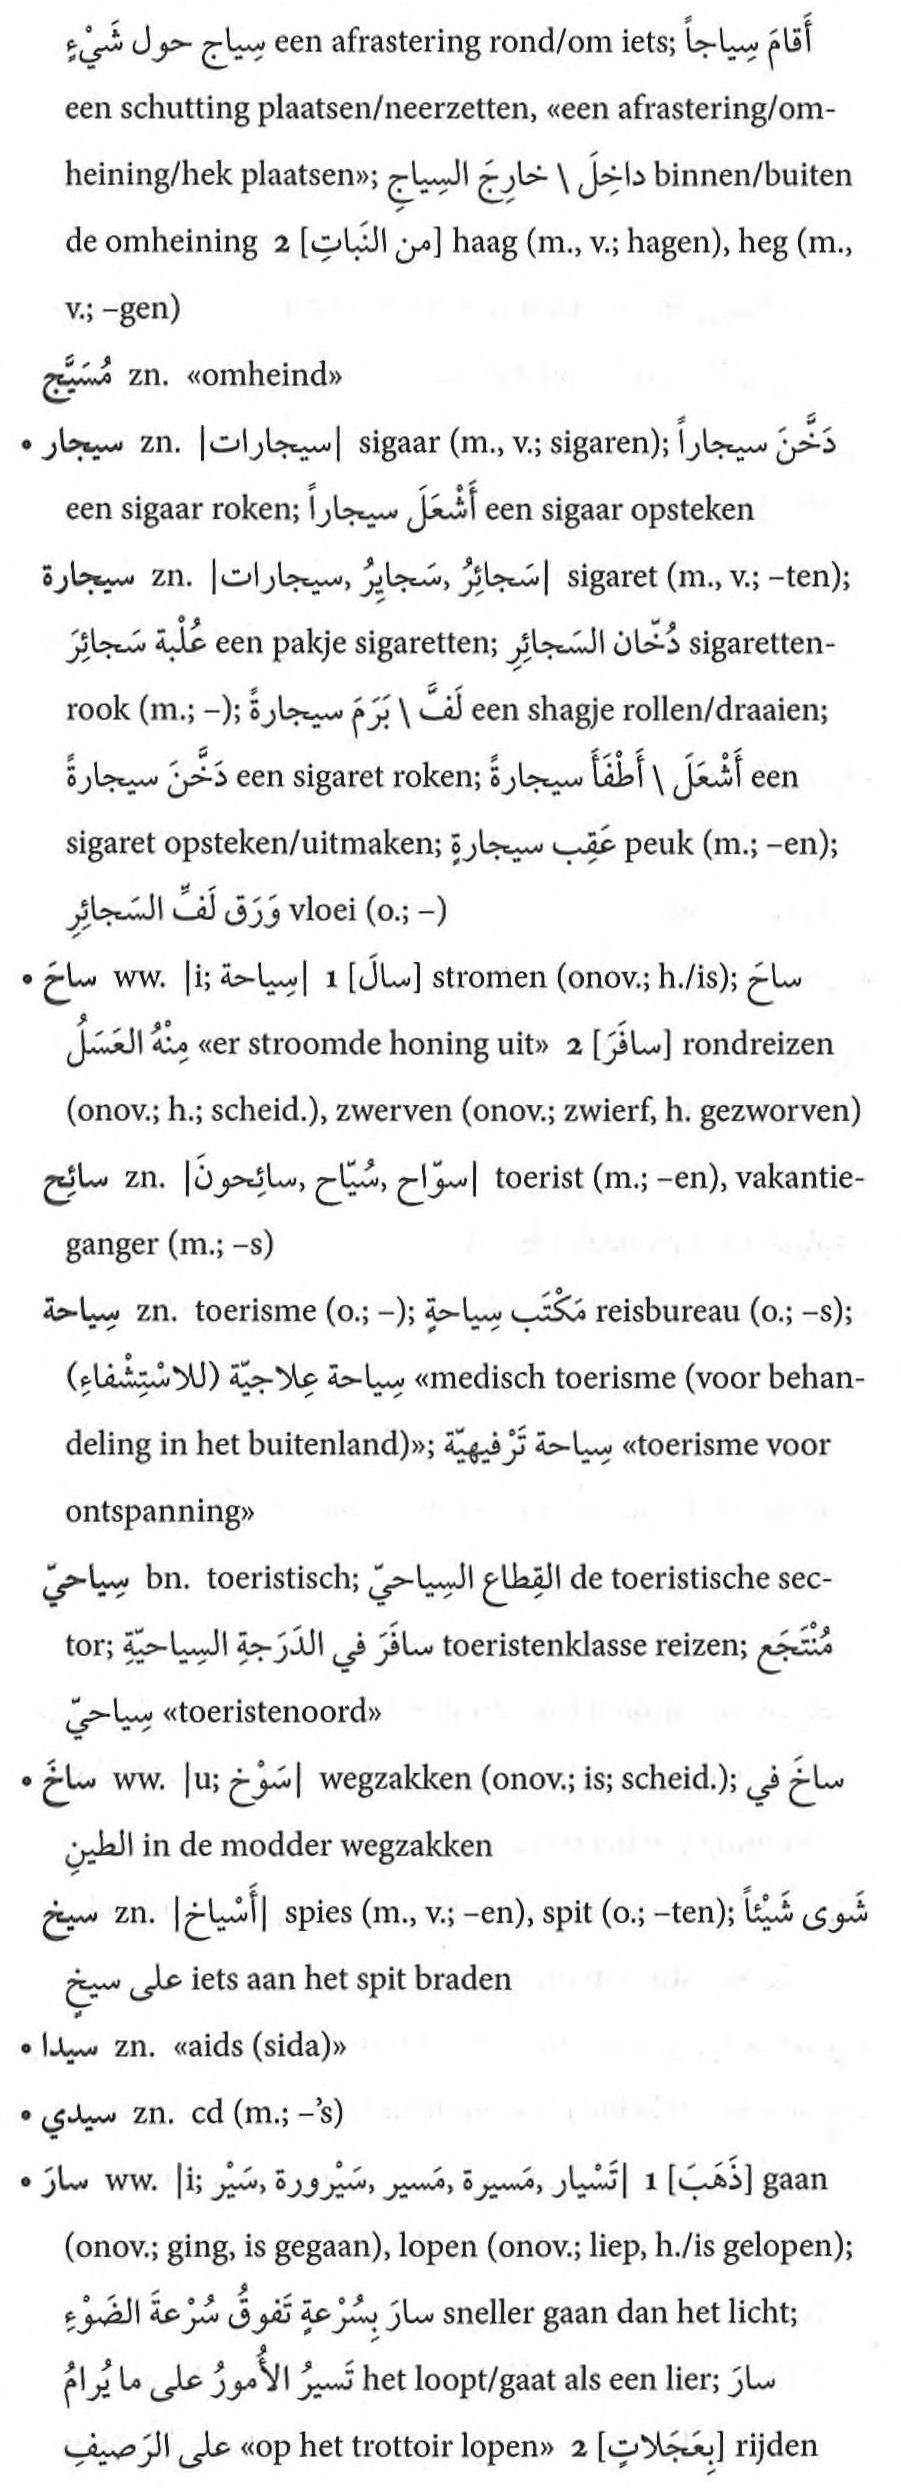 سِياج حول شَيْءٍ een afrastering rond/om iets; أَقامَ سِياجاً
een schutting plaatsen/neerzetten, «een afrastering/om-
heining/hek plaatsen»; داخِلَ \ خارِجَ السِياجِ binnen/buiten
de omheining 2 [من النَباتِ] haag (m., v.; hagen), heg (m.,
v.; –gen)
مُسَيَّج zn. «omheind»
• سيجار zn. |سيجارات| sigaar (m., v.; sigaren); دَخَّنَ سيجاراً
een sigaar roken; أَشْعَلَ سيجاراً een sigaar opsteken
سيجارة zn. |سَجائِرُ, سَجايِرُ, سيجارات| sigaret (m., v.; –ten);
عُلْبة سَجائِرَ een pakje sigaretten; دُخّان السَجائِرِ sigaretten-
rook (m.; –); لَفَّ \ بَرَمَ سيجارةً een shagje rollen/draaien;
دَخَّنَ سيجارةً een sigaret roken; أَشْعَلَ \ أَطْفَأَ سيجارةً een
sigaret opsteken/uitmaken; عَقِب سيجارةٍ peuk (m.; –en);
وَرَق لَفِّ السَجائِرِ vloei (o.; –)
• ساحَ ww. |i; سِياحة| 1 [سالَ] stromen (onov.; h./is); ساحَ
مِنْهُ العَسَلُ «er stroomde honing uit» 2 [سافَرَ] rondreizen
(onov.; h.; scheid.), zwerven (onov.; zwierf, h. gezworven)
سائِح zn. |سوّاح, سُيّاح, سائِحونَ| toerist (m.; –en), vakantie-
ganger (m.; –s)
سِياحة zn. toerisme (o.; –); مَكْتَب سِياحةٍ reisbureau (o.; –s);
سِياحة عِلاجيّة (للاسْتِشْفاءِ) «medisch toerisme (voor behan-
deling in het buitenland)»; سِياحة تَرْفيهيّة «toerisme voor
ontspanning»
سِياحيّ bn. toeristisch; القِطاع السِياحيّ de toeristische sec-
tor; سافَرَ في الدَرَجةِ السِياحيّةِ toeristenklasse reizen; مُنْتَجَع
سِياحيّ «toeristenoord»
• ساخَ ww. |u; سَوْخ| wegzakken (onov.; is; scheid.); ساخَ في
الطينِ in de modder wegzakken
سيخ zn. |أَسْياخ| spies (m., v.; –en), spit (o.; –ten); شَوى شَيْئاً
على سيخٍ iets aan het spit braden
• سيدا zn. «aids (sida)»
• سيدي zn. cd (m.; –’s)
• سارَ ww. |i; تَسْيار, مَسيرة, مَسير, سَيْرورة, سَيْر| 1 [ذَهَبَ] gaan
(onov.; ging, is gegaan), lopen (onov.; liep, h./is gelopen);
سارَ بِسُرْعةٍ تَفوقُ سُرْعةَ الضَوْءِ sneller gaan dan het licht;
تَسيرُ الأُمورُ على ما يُرامُ het loopt/gaat als een lier; سارَ
على الرَصيفِ «op het trottoir lopen» 2 [بِعَجَلاتٍ] rijden